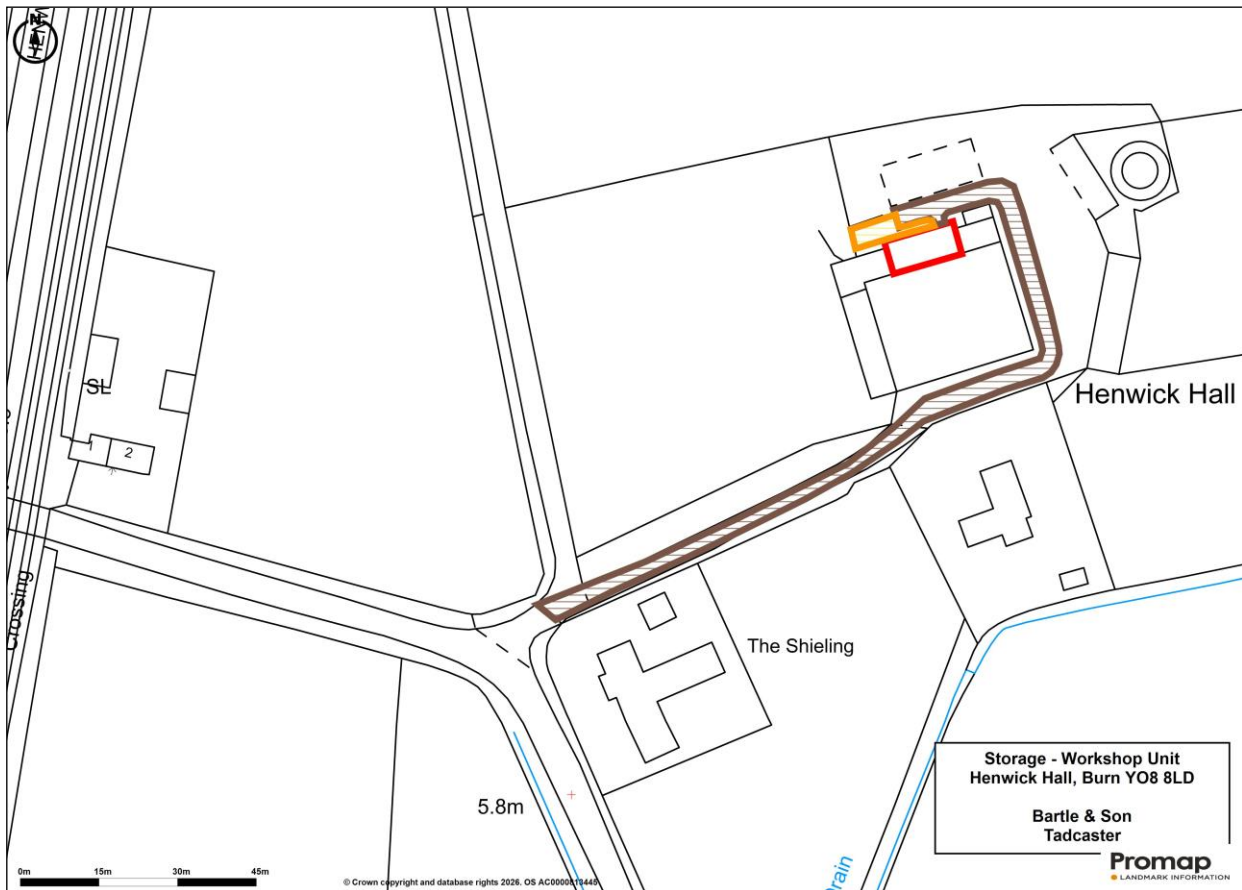 N
SL
1
2
Crossing
Henwick Hall
The Shieling
5.8m
Drain
Storage - Workshop Unit
Henwick Hall, Burn YO8 8LD
Bartle & Son
Tadcaster
Promap
LANDMARK INFORMATION
0m 15m 30m 45m
© Crown copyright and database rights 2026. OS